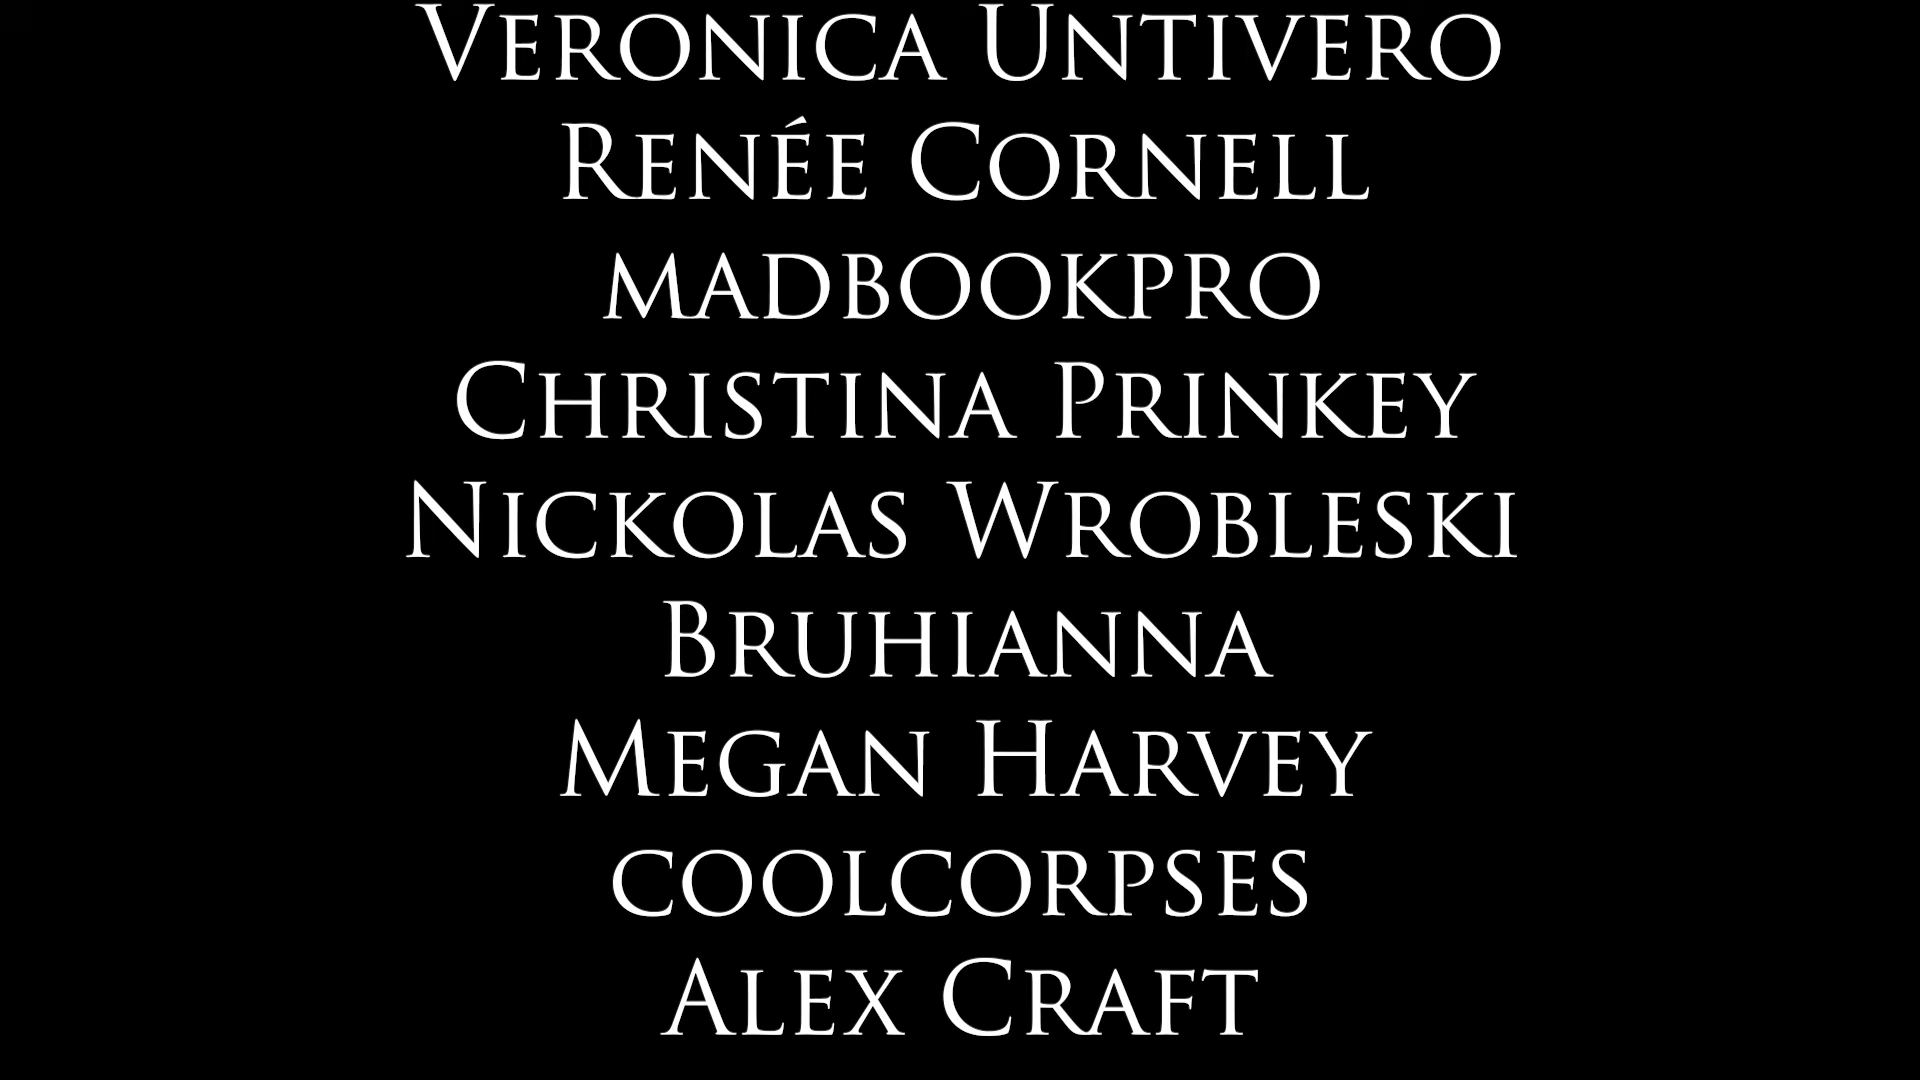 Veronica Untivero
Renée Cornell
madbookpro
Christina Prinkey
Nickolas Wrobleski
Bruhianna
Megan Harvey
coolcorpses
Alex Craft